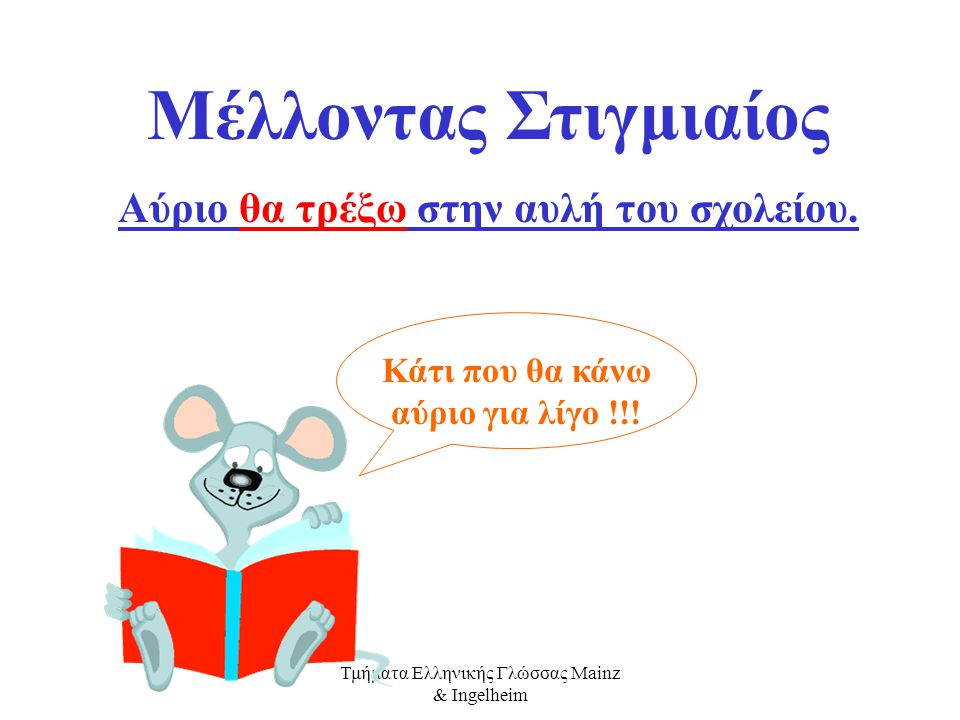 Μέλλοντας Στιγμιαίος
Αύριο θα τρέξω στην αυλή του σχολείου.
Κάτι που θα κάνω
αύριο για λίγο !!!
Τμήματα Ελληνικής Γλώσσας Mainz
& Ingelheim